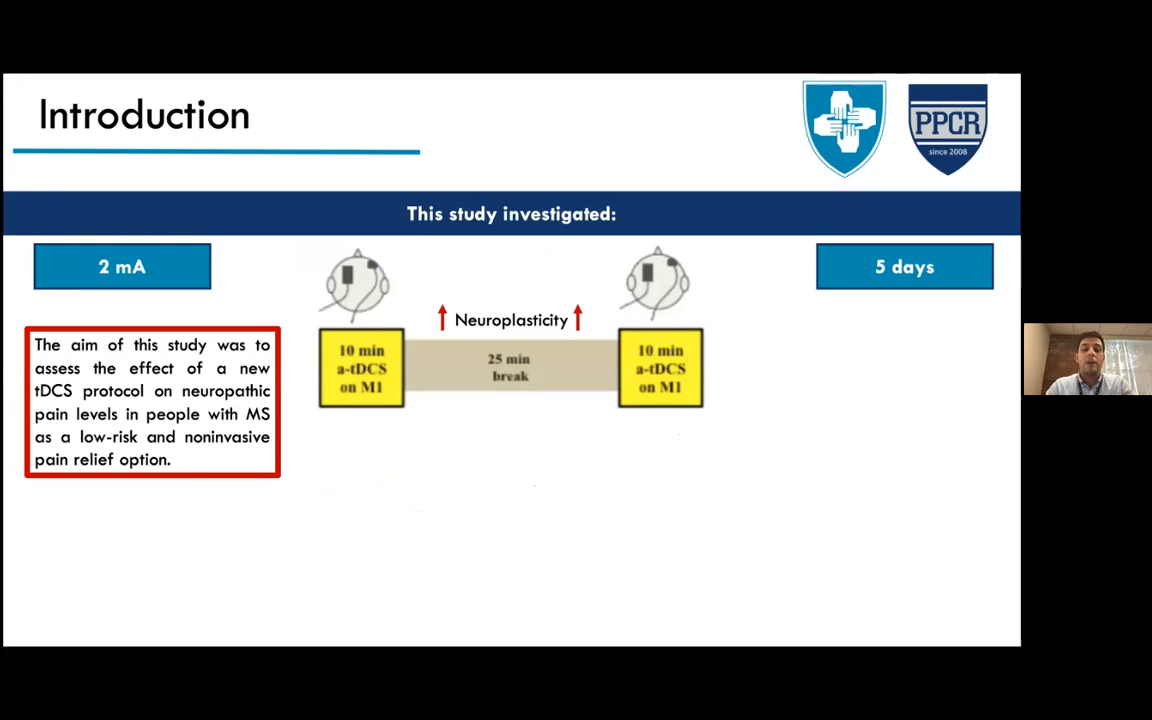 Introduction
PPCR
since 2008
This study investigated:
2 mA
5 days
↑ Neuroplasticity ↑
The aim of this study was to
assess the effect of a new
tDCS protocol on neuropathic
pain levels in people with MS
as a low-risk and noninvasive
pain relief option.
10 min
a-tDCS
on M1
25 min
break
10 min
a-tDCS
on M1